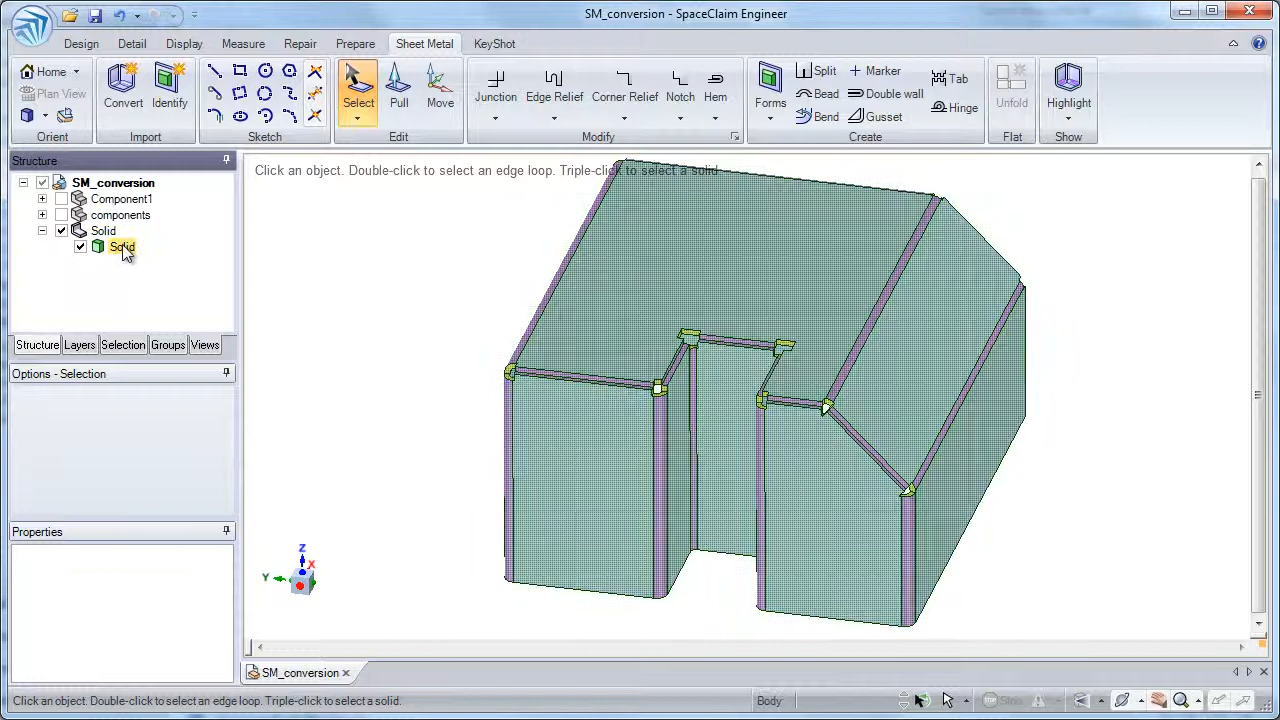 SM_conversion - SpaceClaim Engineer
Design Detail Display Measure Repair Prepare Sheet Metal KeyShot
Home
Plan View
Orient
Convert Identify
Import
Sketch
Select Pull Move
Edit
Junction Edge Relief Corner Relief Notch Hem
Modify
Forms
Split Marker Tab
Bead Double wall Hinge
Bend Gusset
Create
Unfold
Flat
Highlight
Show
Structure
SM_conversion
Component1
components
Solid
Solid
Structure Layers Selection Groups Views
Options - Selection
Properties
Click an object. Double-click to select an edge loop. Triple-click to select a solid.
Z
X
Y
SM_conversion
Click an object. Double-click to select an edge loop. Triple-click to select a solid.
Body
Stop